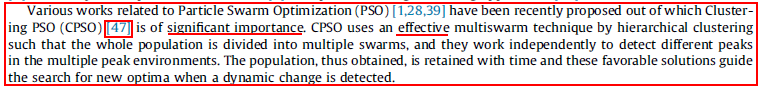 Various works related to Particle Swarm Optimization (PSO) [1,28,39] have been recently proposed out of which Cluster-
ing PSO (CPSO) [47] is of significant importance. CPSO uses an effective multiswarm technique by hierarchical clustering
such that the whole population is divided into multiple swarms, and they work independently to detect different peaks
in the multiple peak environments. The population, thus obtained, is retained with time and these favorable solutions guide
the search for new optima when a dynamic change is detected.